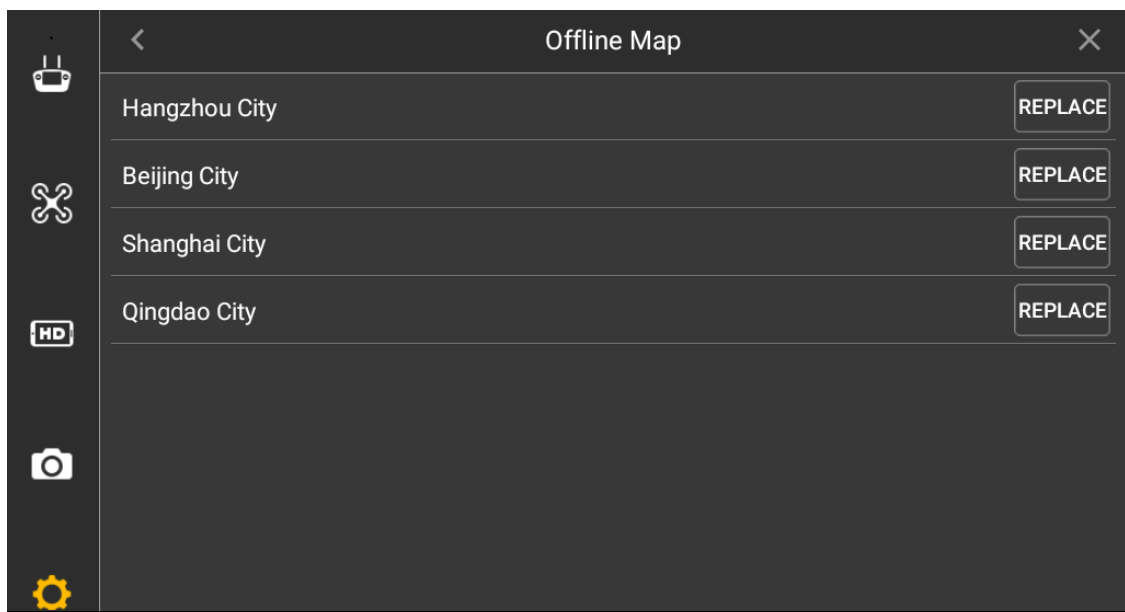 Offline Map
Hangzhou City REPLACE
Beijing City REPLACE
Shanghai City REPLACE
Qingdao City REPLACE
HD